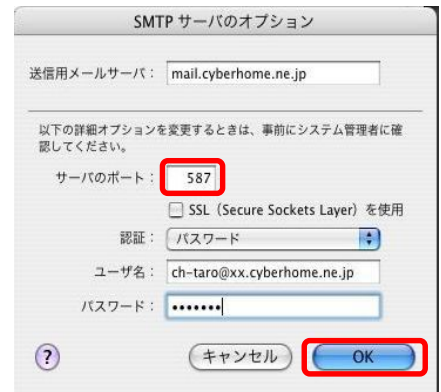 SMTP サーバのオプション
送信用メールサーバ： mail.cyberhome.ne.jp
以下の詳細オプションを変更するときは、事前にシステム管理者に確
認してください。
サーバのポート： 587
SSL（Secure Sockets Layer）を使用
認証： パスワード
ユーザ名： ch-taro@xx.cyberhome.ne.jp
パスワード： •••••••
? キャンセル OK